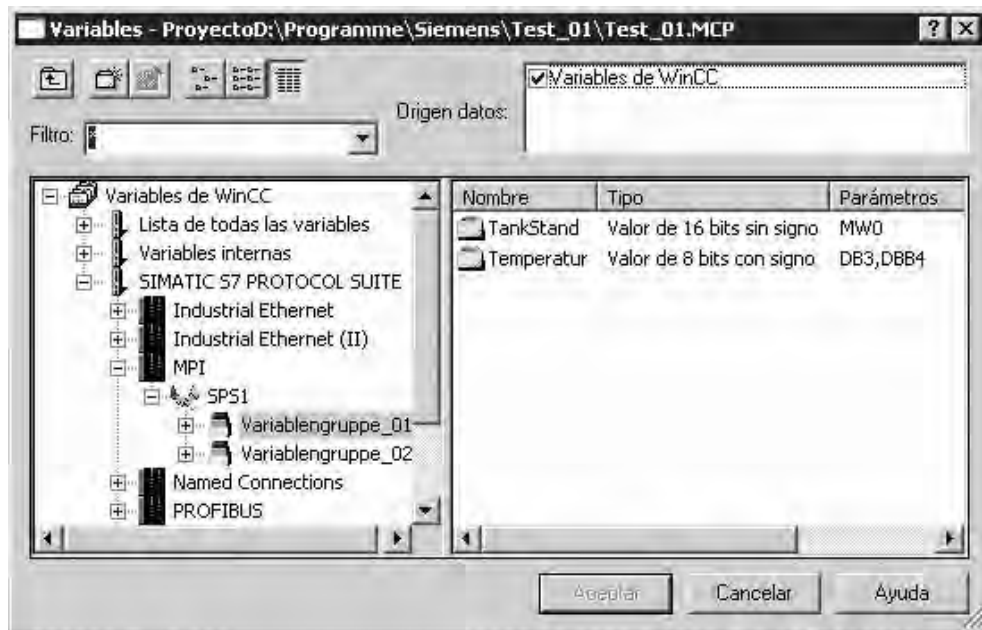 Variables - ProyectoD:\Programme\Siemens\Test_01\Test_01.MCP
Origen datos:
Variables de WinCC
Filtro:
Variables de WinCC
Lista de todas las variables
Variables internas
SIMATIC S7 PROTOCOL SUITE
Industrial Ethernet
Industrial Ethernet (II)
MPI
SPS1
Variablengruppe_01
Variablengruppe_02
Named Connections
PROFIBUS
Nombre Tipo Parámetros
TankStand Valor de 16 bits sin signo MW0
Temperatur Valor de 8 bits con signo DB3,DBB4
Aceptar Cancelar Ayuda